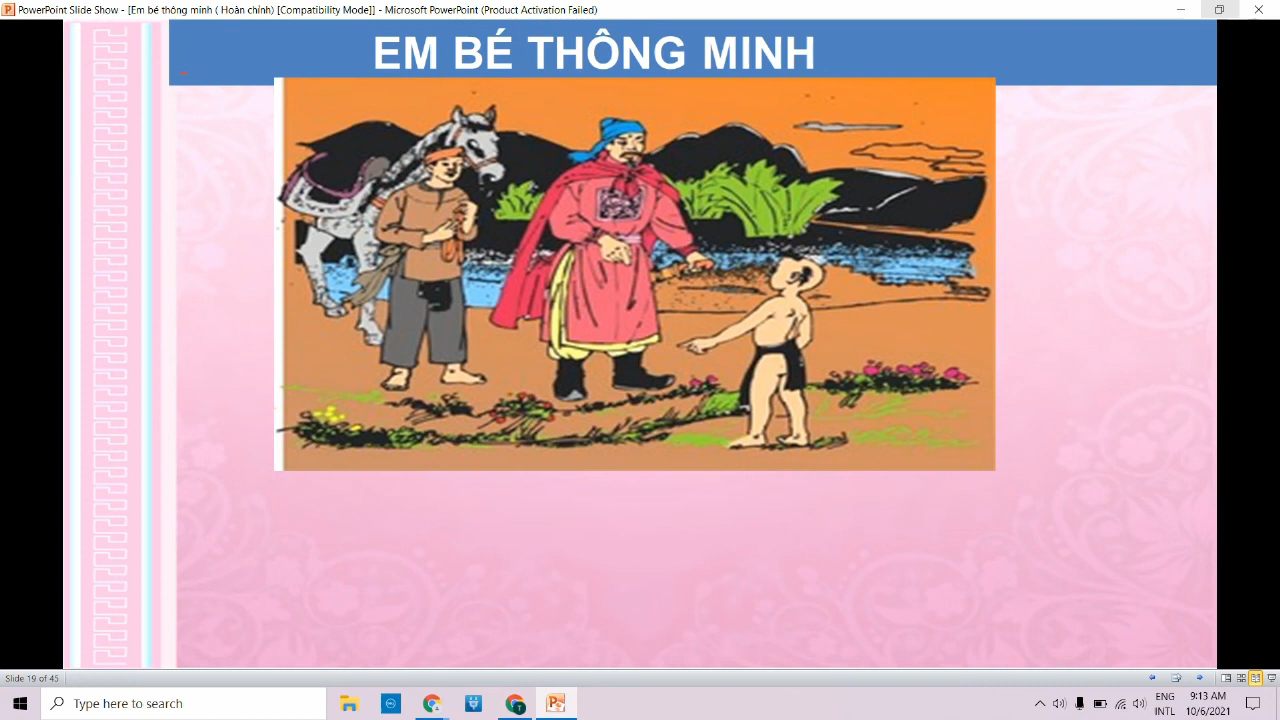 PowerPoint Slide Show - [Em bé thông minh ( Hoàn chỉnh) [Compatibility Mode]] - Microsoft PowerPoint (Product Activation Failed)
EM BÉ THÔNG MINH
Slide 19 of 45
Type here to search
ENG 9:13 AM
INTL 10/6/2021